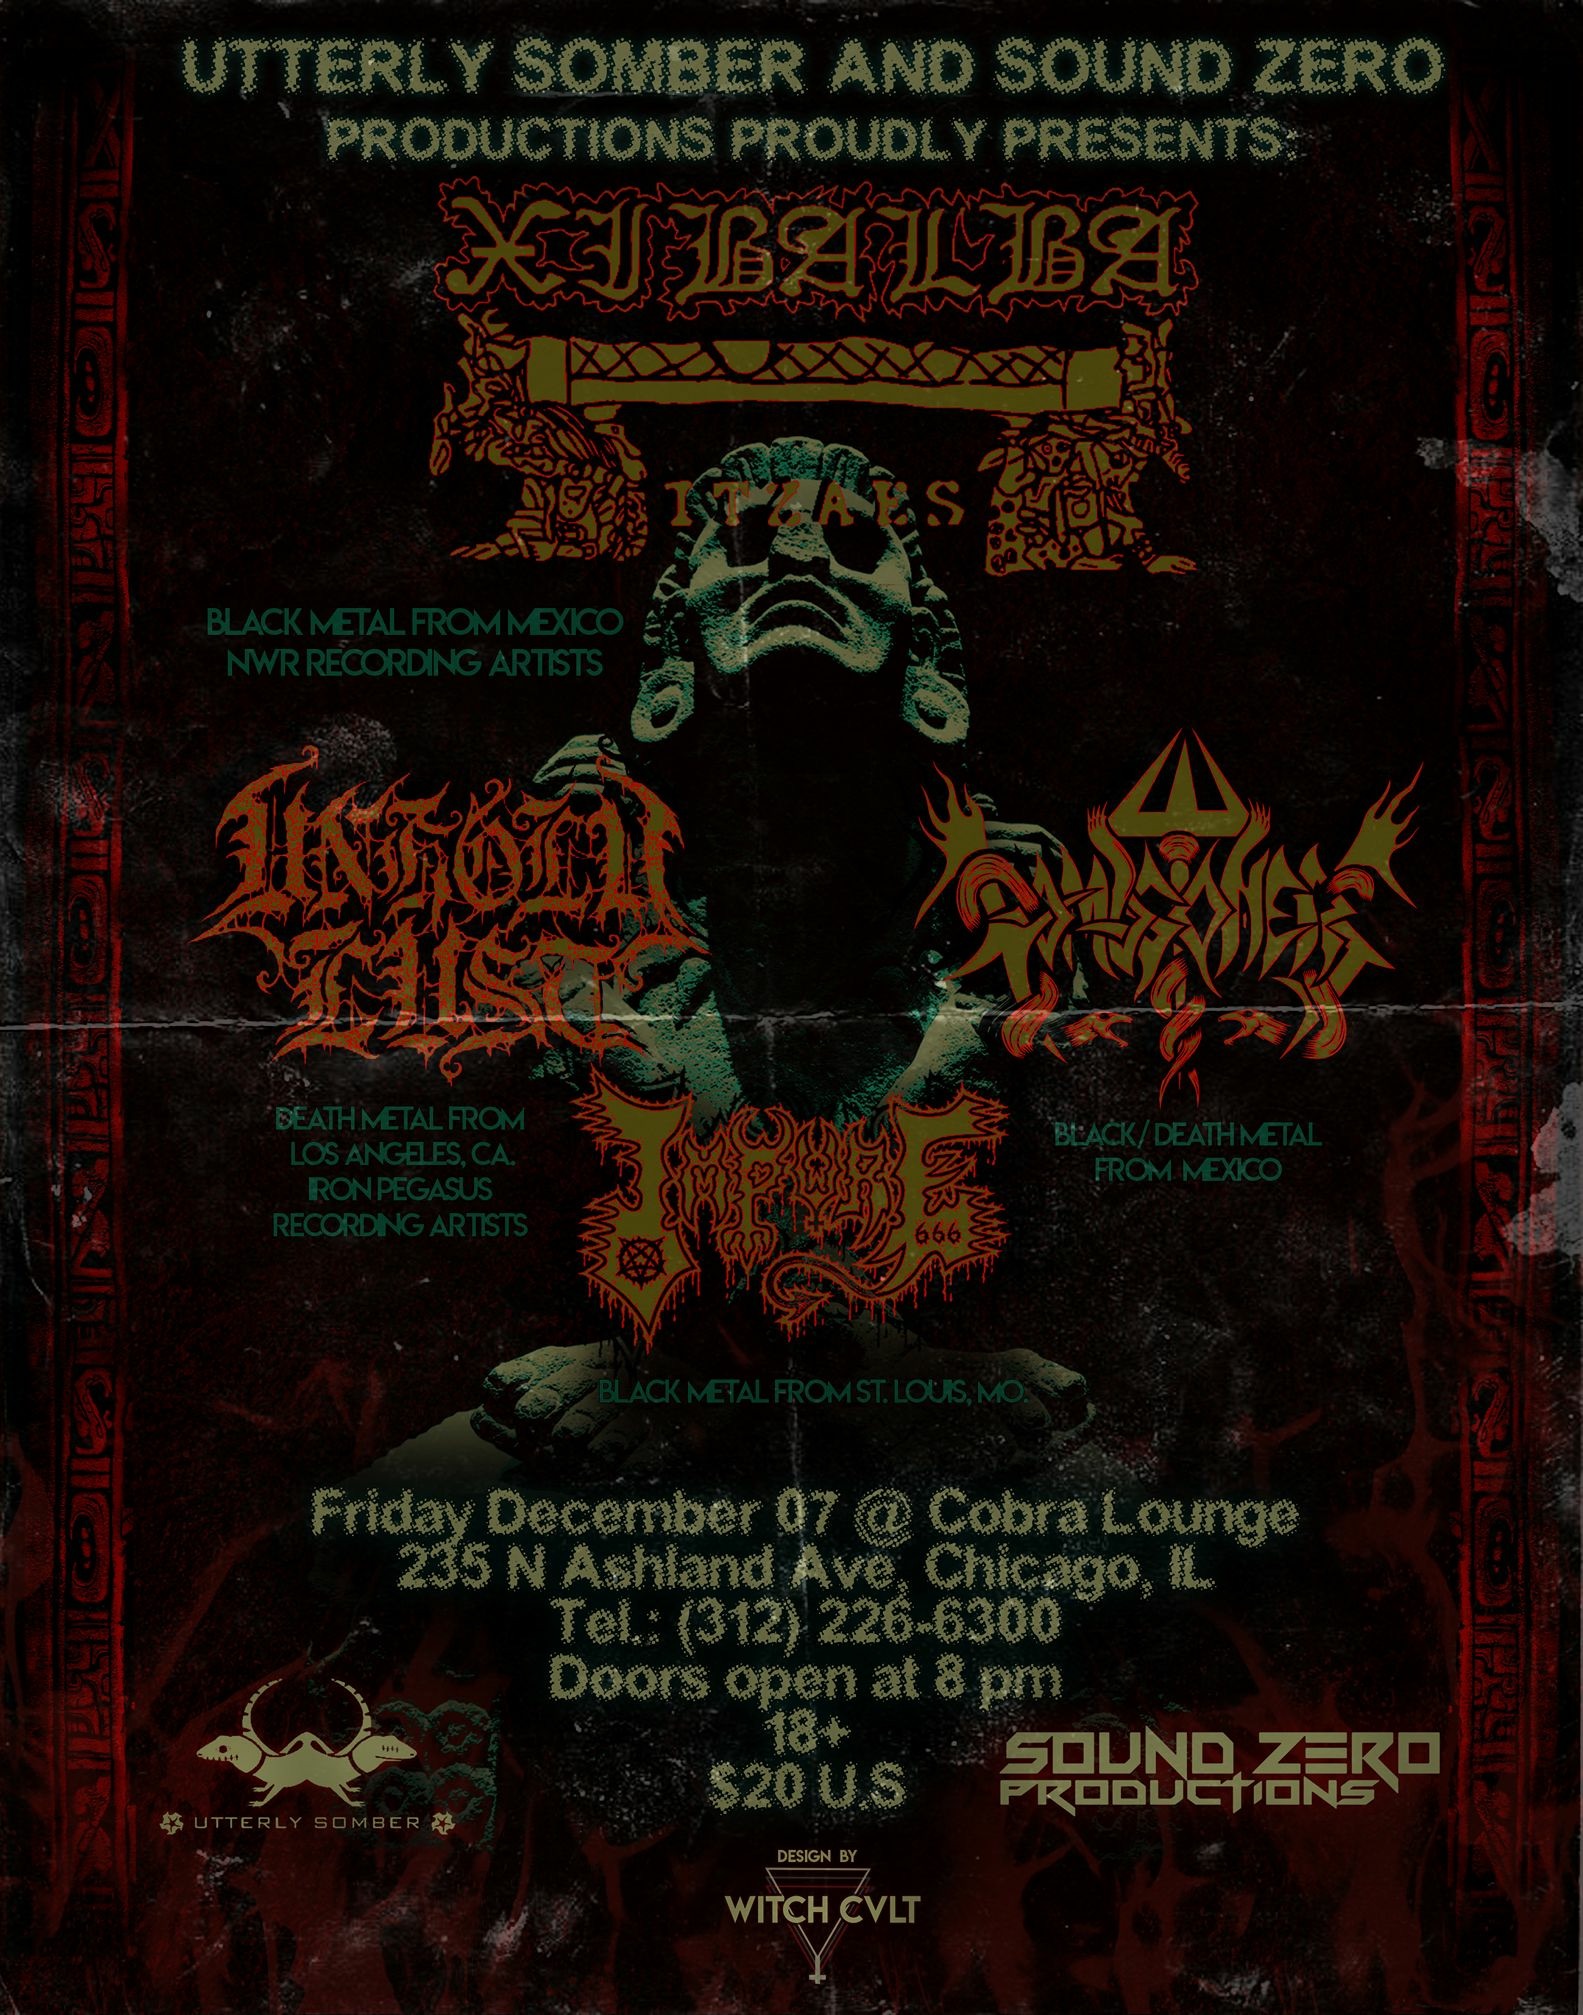 UTTERLY SOMBER AND SOUND ZERO
PRODUCTIONS PROUDLY PRESENTS:
XIBALBA
ITZAES
BLACK METAL FROM MEXICO
NWR RECORDING ARTISTS
UNHOLY
LUST
DEATH METAL FROM
LOS ANGELES, CA.
IRON PEGASUS
RECORDING ARTISTS
BLACK/ DEATH METAL
FROM MEXICO
IMPURE
666
BLACK METAL FROM ST. LOUIS, MO.
Friday December 07 @ Cobra Lounge
235 N Ashland Ave, Chicago, IL
Tel.: (312) 226-6300
Doors open at 8 pm
18+
$20 U.S
UTTERLY SOMBER
SOUND ZERO
PRODUCTIONS
DESIGN BY
WITCH CVLT